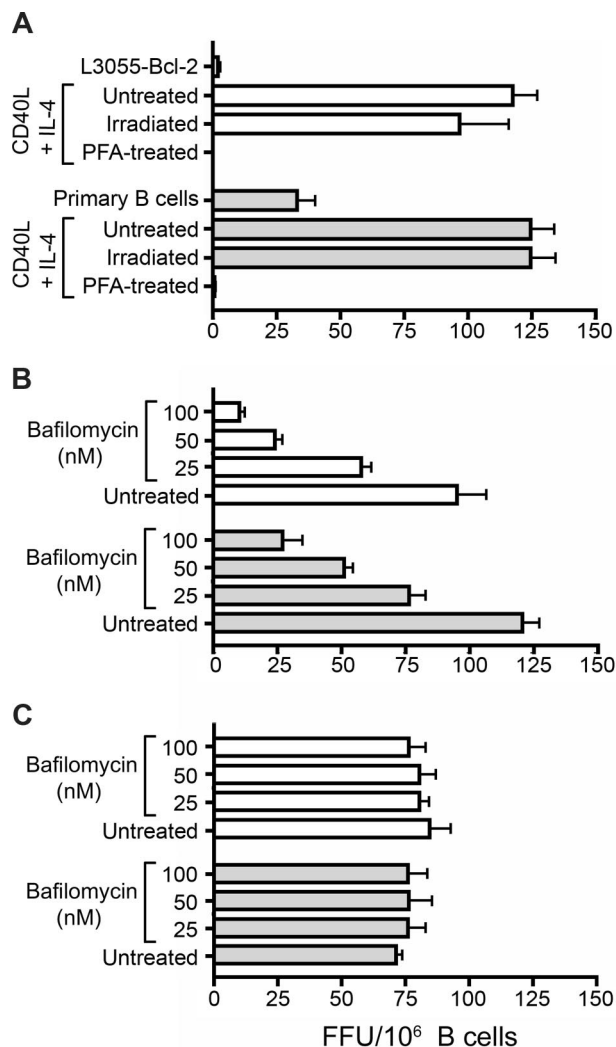 A
L3055-Bcl-2
CD40L
+ IL-4
Untreated
Irradiated
PFA-treated
Primary B cells
CD40L
+ IL-4
Untreated
Irradiated
PFA-treated
0 25 50 75 100 125 150
B
Bafilomycin
(nM)
100
50
25
Untreated
Bafilomycin
(nM)
100
50
25
Untreated
0 25 50 75 100 125 150
C
Bafilomycin
(nM)
100
50
25
Untreated
Bafilomycin
(nM)
100
50
25
Untreated
0 25 50 75 100 125 150
FFU/10⁶ B cells